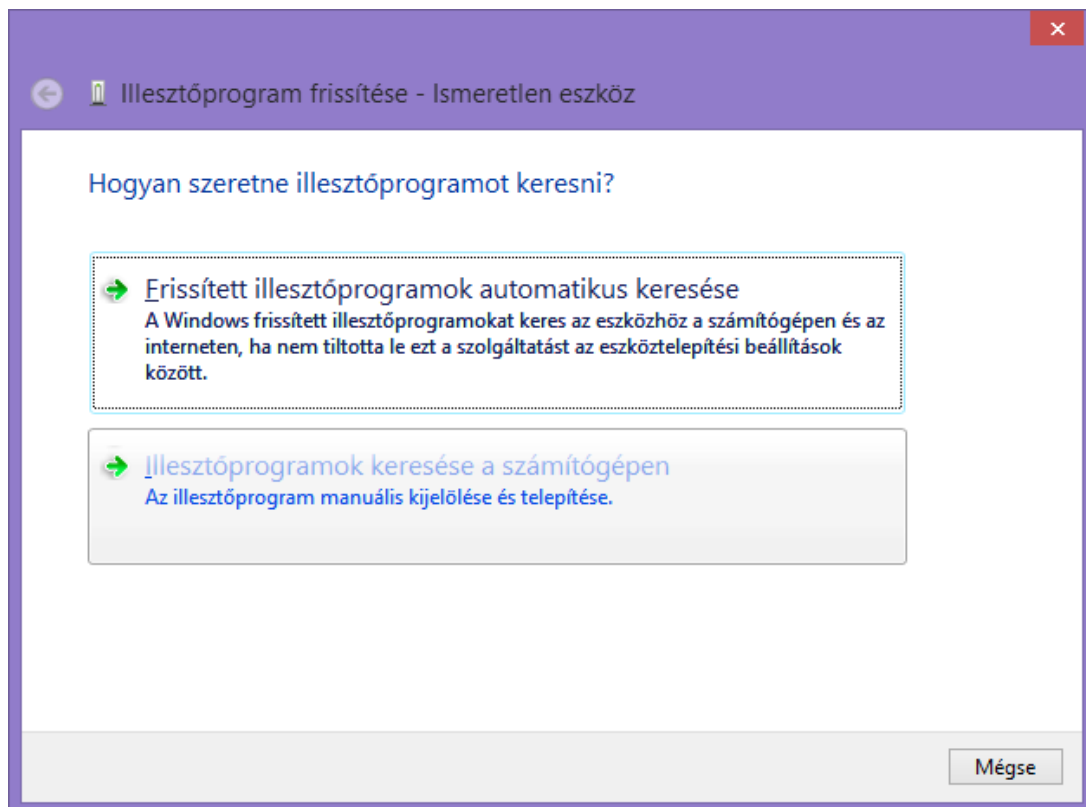 Illesztőprogram frissítése - Ismeretlen eszköz
Hogyan szeretne illesztőprogramot keresni?
Frissített illesztőprogramok automatikus keresése
A Windows frissített illesztőprogramokat keres az eszközhöz a számítógépen és az
interneten, ha nem tiltotta le ezt a szolgáltatást az eszköztelepítési beállítások
között.
Illesztőprogramok keresése a számítógépen
Az illesztőprogram manuális kijelölése és telepítése.
Mégse